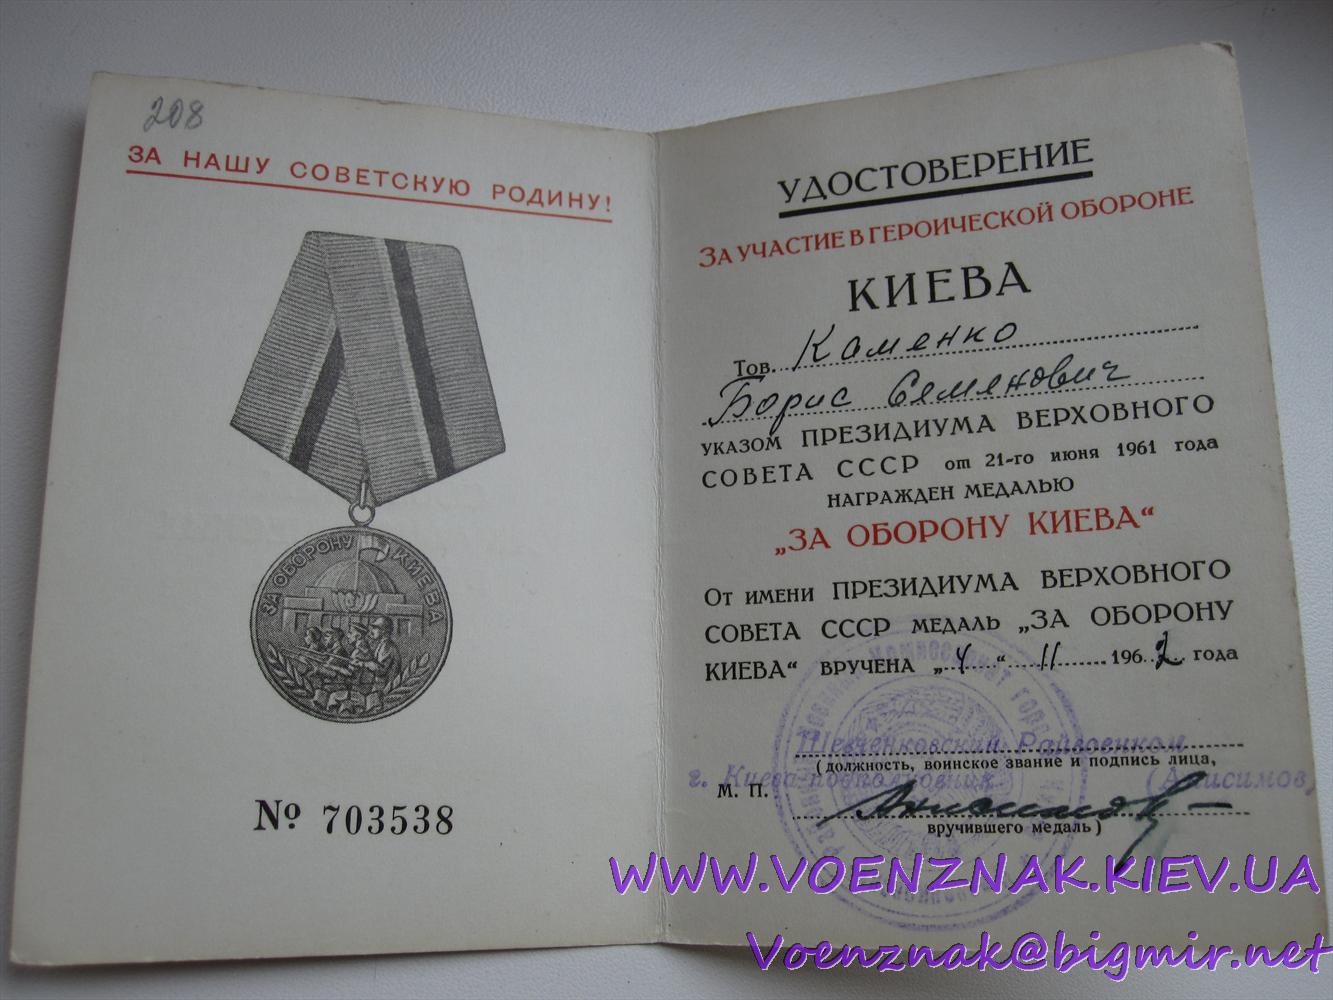 208
ЗА НАШУ СОВЕТСКУЮ РОДИНУ!
ЗА ОБОРОНУ КИЕВА
№ 703538
УДОСТОВЕРЕНИЕ
ЗА УЧАСТИЕ В ГЕРОИЧЕСКОЙ ОБОРОНЕ
КИЕВА
Тов. Каменко
Борис Семенович
УКАЗОМ ПРЕЗИДИУМА ВЕРХОВНОГО
СОВЕТА СССР от 21-го июня 1961 года
НАГРАЖДЕН МЕДАЛЬЮ
„ЗА ОБОРОНУ КИЕВА“
От имени ПРЕЗИДИУМА ВЕРХОВНОГО
СОВЕТА СССР МЕДАЛЬ „ЗА ОБОРОНУ
КИЕВА“ ВРУЧЕНА „4“ 11 1962 года
Шевченковский Райвоенком
(должность, воинское звание и подпись лица,
г. Киева-подполковник (Анисимов)
М. П.
вручившего медаль)
WWW.VOENZNAK.KIEV.UA
Voenznak@bigmir.net